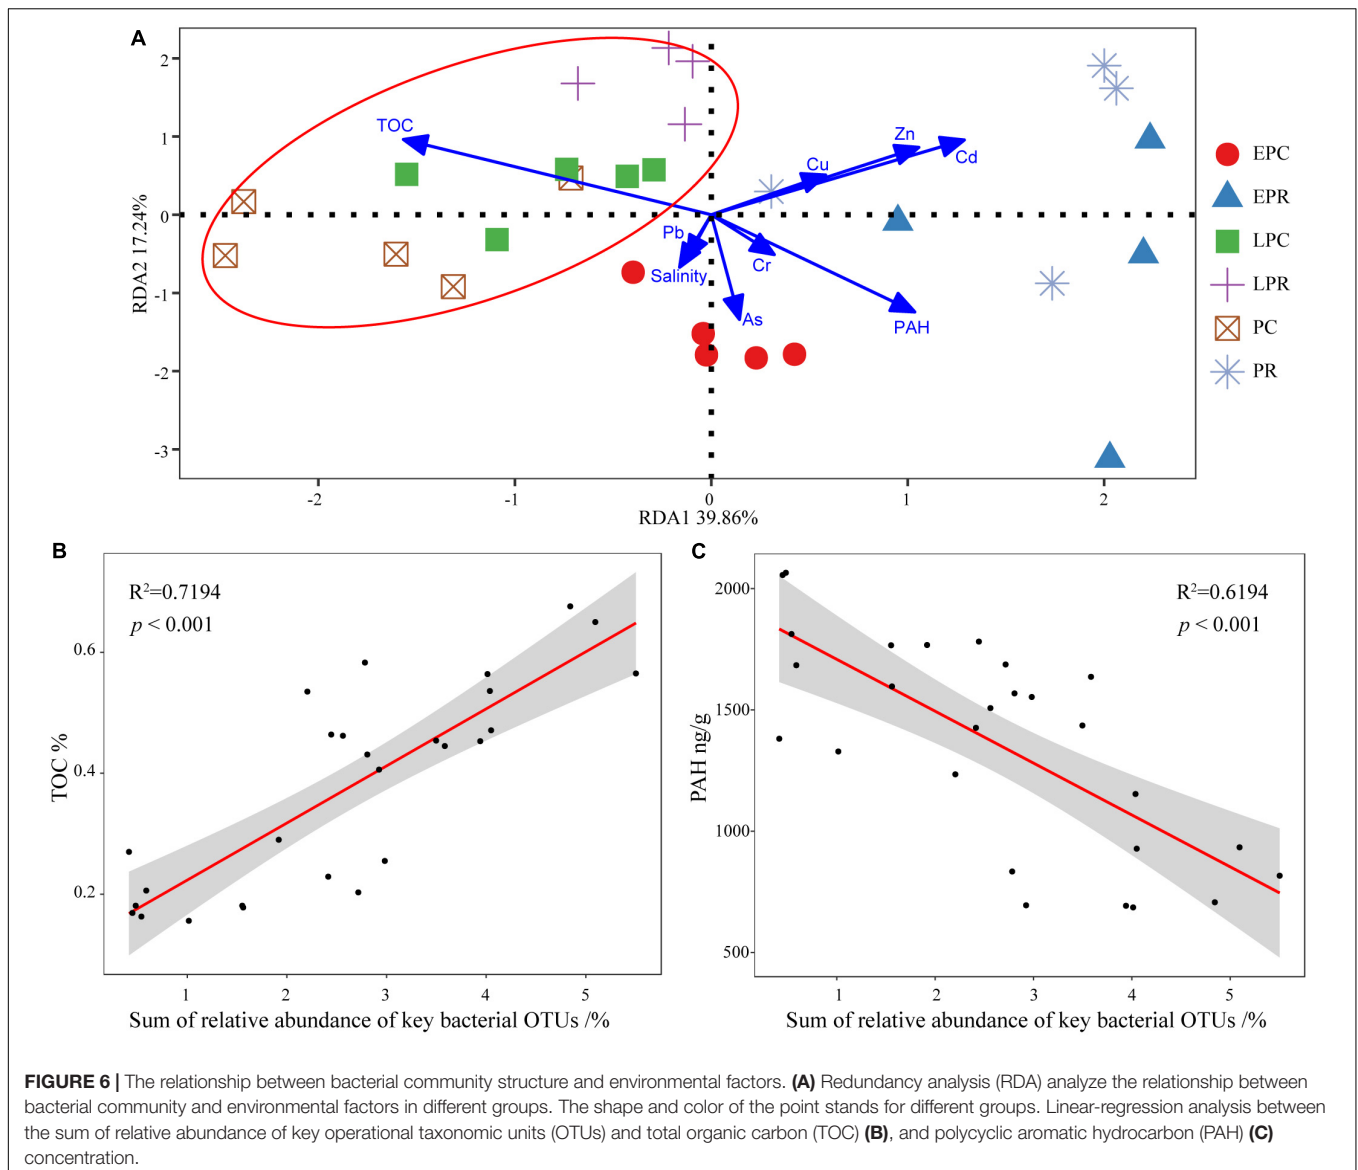 A
2
1
0
-1
-2
-3
RDA2 17.24%
TOC
Zn
Cd
Cu
Pb
Salinity
Cr
As
PAH
-2
-1
0
1
2
RDA1 39.86%
EPC
EPR
LPC
LPR
PC
PR
B
R²=0.7194
p < 0.001
0.6
0.4
0.2
TOC %
1
2
3
4
5
Sum of relative abundance of key bacterial OTUs /%
C
R²=0.6194
p < 0.001
2000
1500
1000
500
PAH ng/g
1
2
3
4
5
Sum of relative abundance of key bacterial OTUs /%
FIGURE 6 | The relationship between bacterial community structure and environmental factors. (A) Redundancy analysis (RDA) analyze the relationship between
bacterial community and environmental factors in different groups. The shape and color of the point stands for different groups. Linear-regression analysis between
the sum of relative abundance of key operational taxonomic units (OTUs) and total organic carbon (TOC) (B), and polycyclic aromatic hydrocarbon (PAH) (C)
concentration.